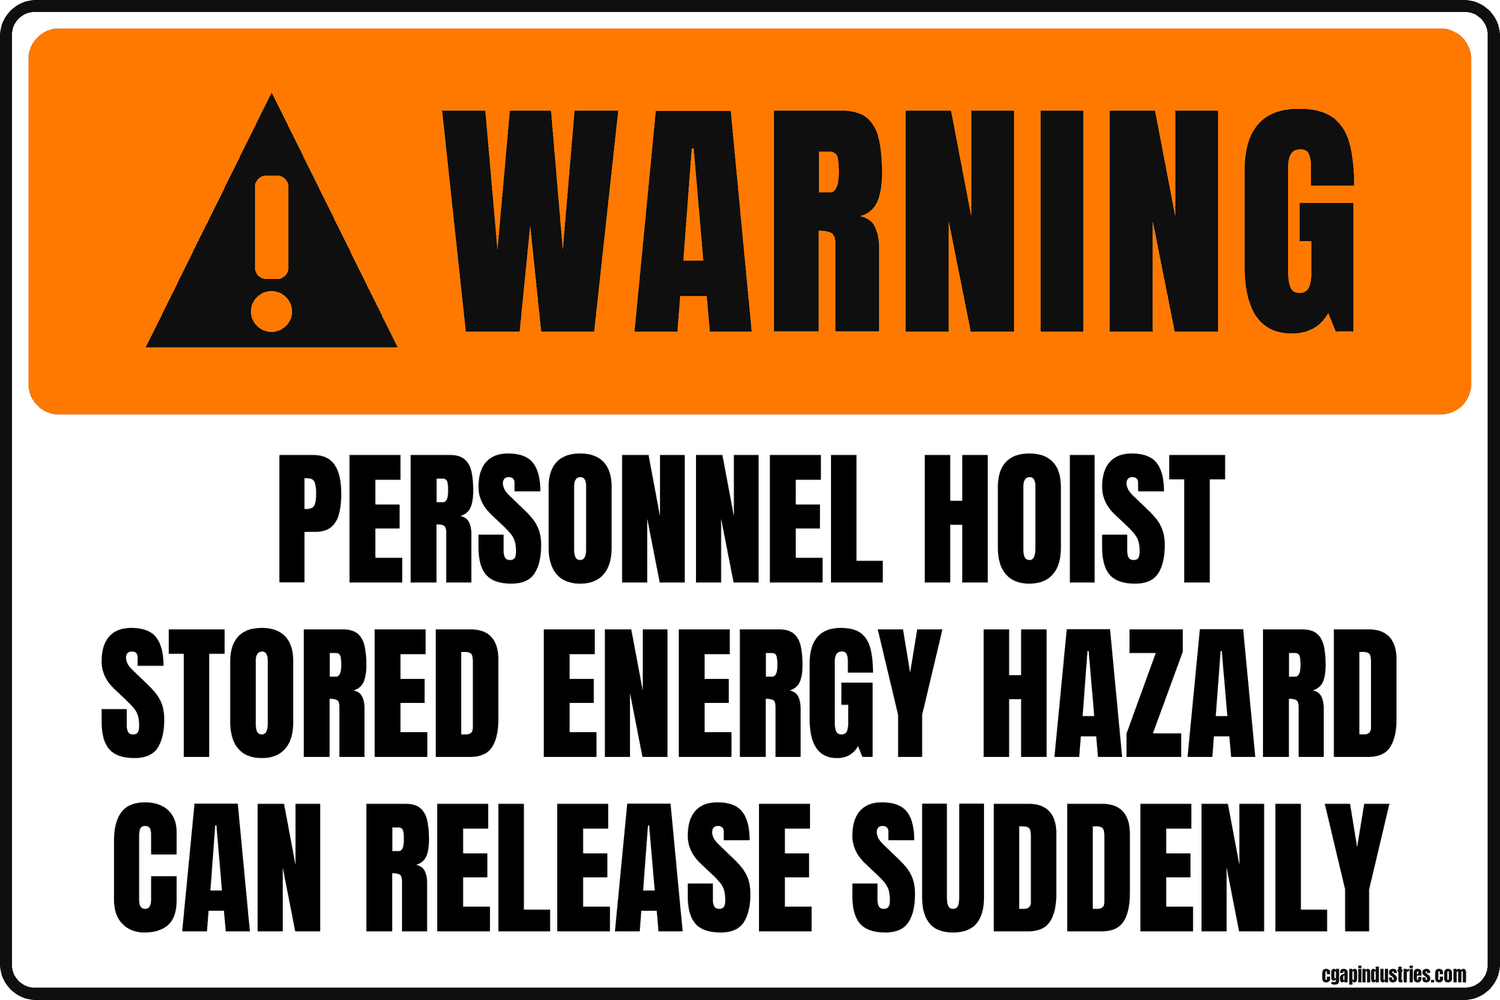 WARNING
PERSONNEL HOIST
STORED ENERGY HAZARD
CAN RELEASE SUDDENLY
cgapindustries.com